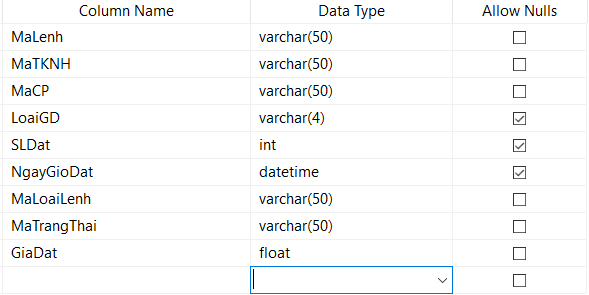 Column Name Data Type Allow Nulls
MaLenh varchar(50)
MaTKNH varchar(50)
MaCP varchar(50)
LoaiGD varchar(4)
SLDat int
NgayGioDat datetime
MaLoaiLenh varchar(50)
MaTrangThai varchar(50)
GiaDat float